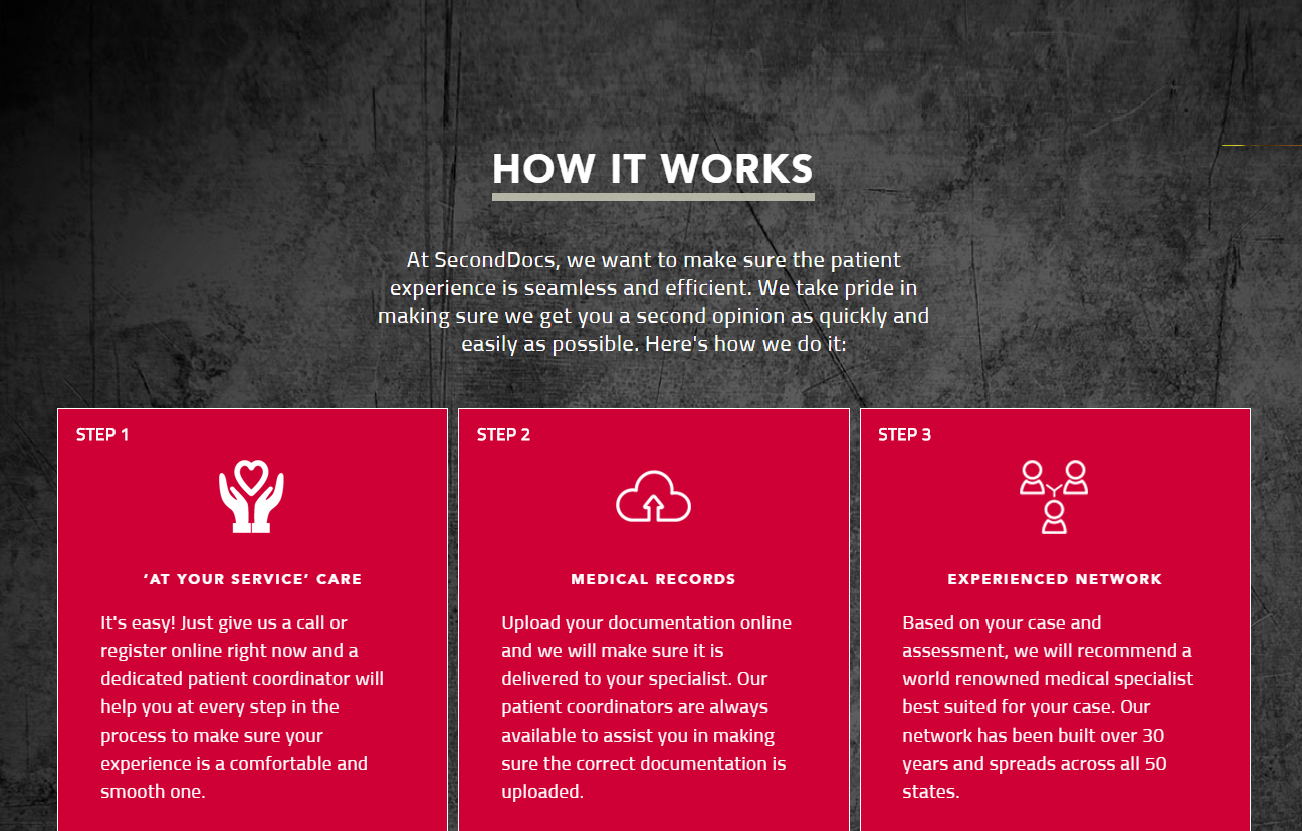 HOW IT WORKS
At SecondDocs, we want to make sure the patient
experience is seamless and efficient. We take pride in
making sure we get you a second opinion as quickly and
easily as possible. Here's how we do it:
STEP 1
‘AT YOUR SERVICE’ CARE
It's easy! Just give us a call or
register online right now and a
dedicated patient coordinator will
help you at every step in the
process to make sure your
experience is a comfortable and
smooth one.
STEP 2
MEDICAL RECORDS
Upload your documentation online
and we will make sure it is
delivered to your specialist. Our
patient coordinators are always
available to assist you in making
sure the correct documentation is
uploaded.
STEP 3
EXPERIENCED NETWORK
Based on your case and
assessment, we will recommend a
world renowned medical specialist
best suited for your case. Our
network has been built over 30
years and spreads across all 50
states.